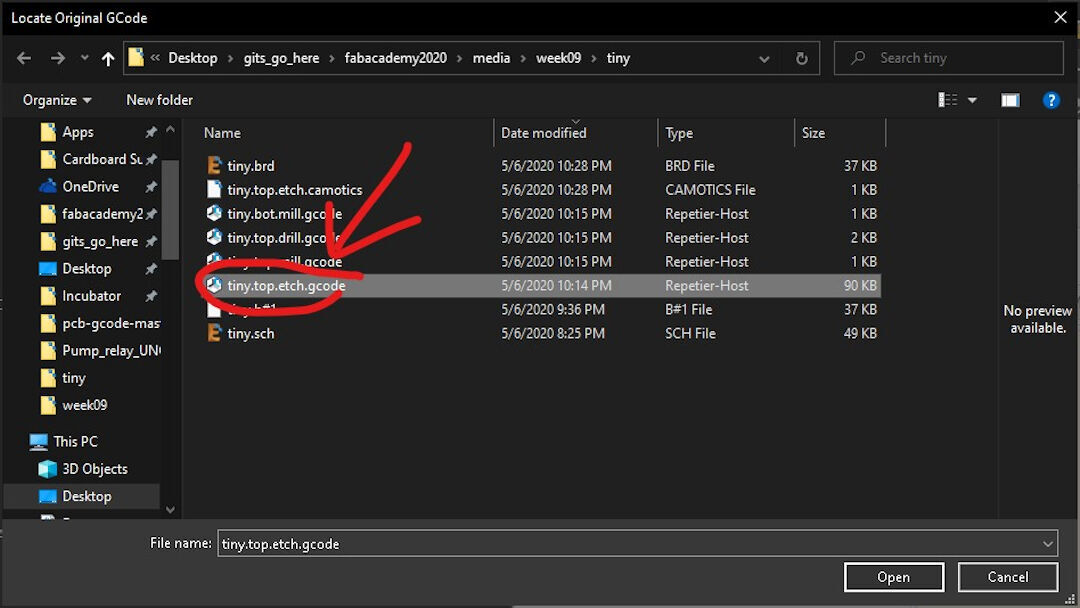 Locate Original GCode
« Desktop › gits_go_here › fabacademy2020 › media › week09 › tiny
Search tiny
Organize
New folder
Apps
Cardboard Su
OneDrive
fabacademy2
gits_go_here
Desktop
Incubator
pcb-gcode-mas
Pump_relay_UN
tiny
week09
This PC
3D Objects
Desktop
Name Date modified Type Size
tiny.brd 5/6/2020 10:28 PM BRD File 37 KB
tiny.top.etch.camotics 5/6/2020 10:28 PM CAMOTICS File 1 KB
tiny.bot.mill.gcode 5/6/2020 10:15 PM Repetier-Host 1 KB
tiny.top.drill.gcode 5/6/2020 10:15 PM Repetier-Host 2 KB
tiny.top.mill.gcode 5/6/2020 10:15 PM Repetier-Host 1 KB
tiny.top.etch.gcode 5/6/2020 10:14 PM Repetier-Host 90 KB
tiny.b#1 5/6/2020 9:36 PM B#1 File 37 KB
tiny.sch 5/6/2020 8:25 PM SCH File 49 KB
No preview
available.
File name: tiny.top.etch.gcode
Open
Cancel